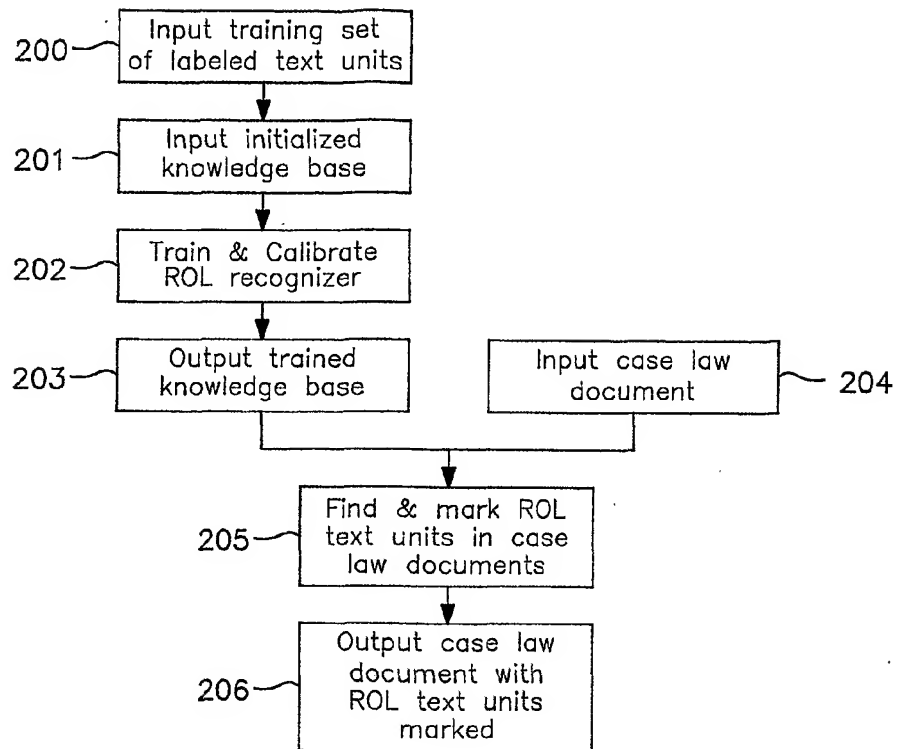 200
Input training set
of labeled text units
201
Input initialized
knowledge base
202
Train & Calibrate
ROL recognizer
203
Output trained
knowledge base
Input case law
document
204
205
Find & mark ROL
text units in case
law documents
206
Output case law
document with
ROL text units
marked